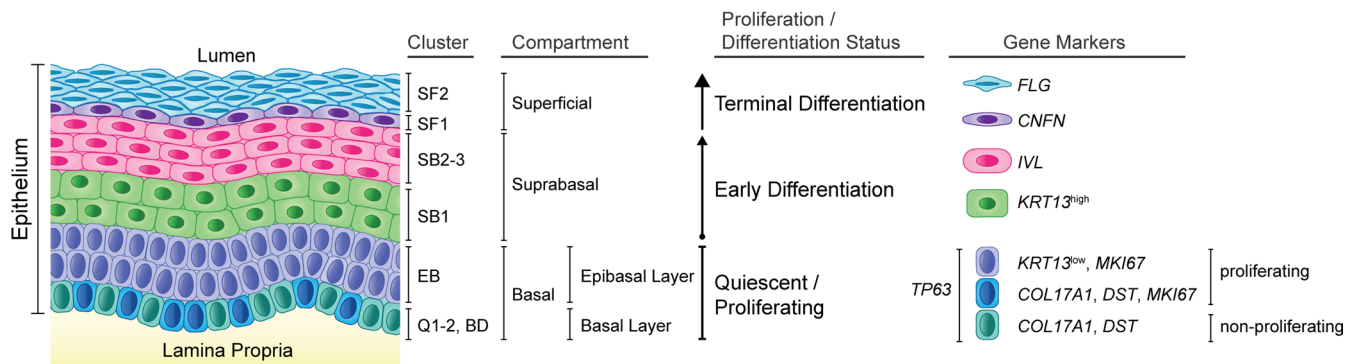 Lumen
Epithelium
Lamina Propria
Cluster
SF2
SF1
SB2-3
SB1
EB
Q1-2, BD
Compartment
Superficial
Suprabasal
Basal
Epibasal Layer
Basal Layer
Proliferation /
Differentiation Status
Terminal Differentiation
Early Differentiation
Quiescent /
Proliferating
Gene Markers
FLG
CNFN
IVL
KRT13high
TP63
KRT13low, MKI67
COL17A1, DST, MKI67
COL17A1, DST
proliferating
non-proliferating